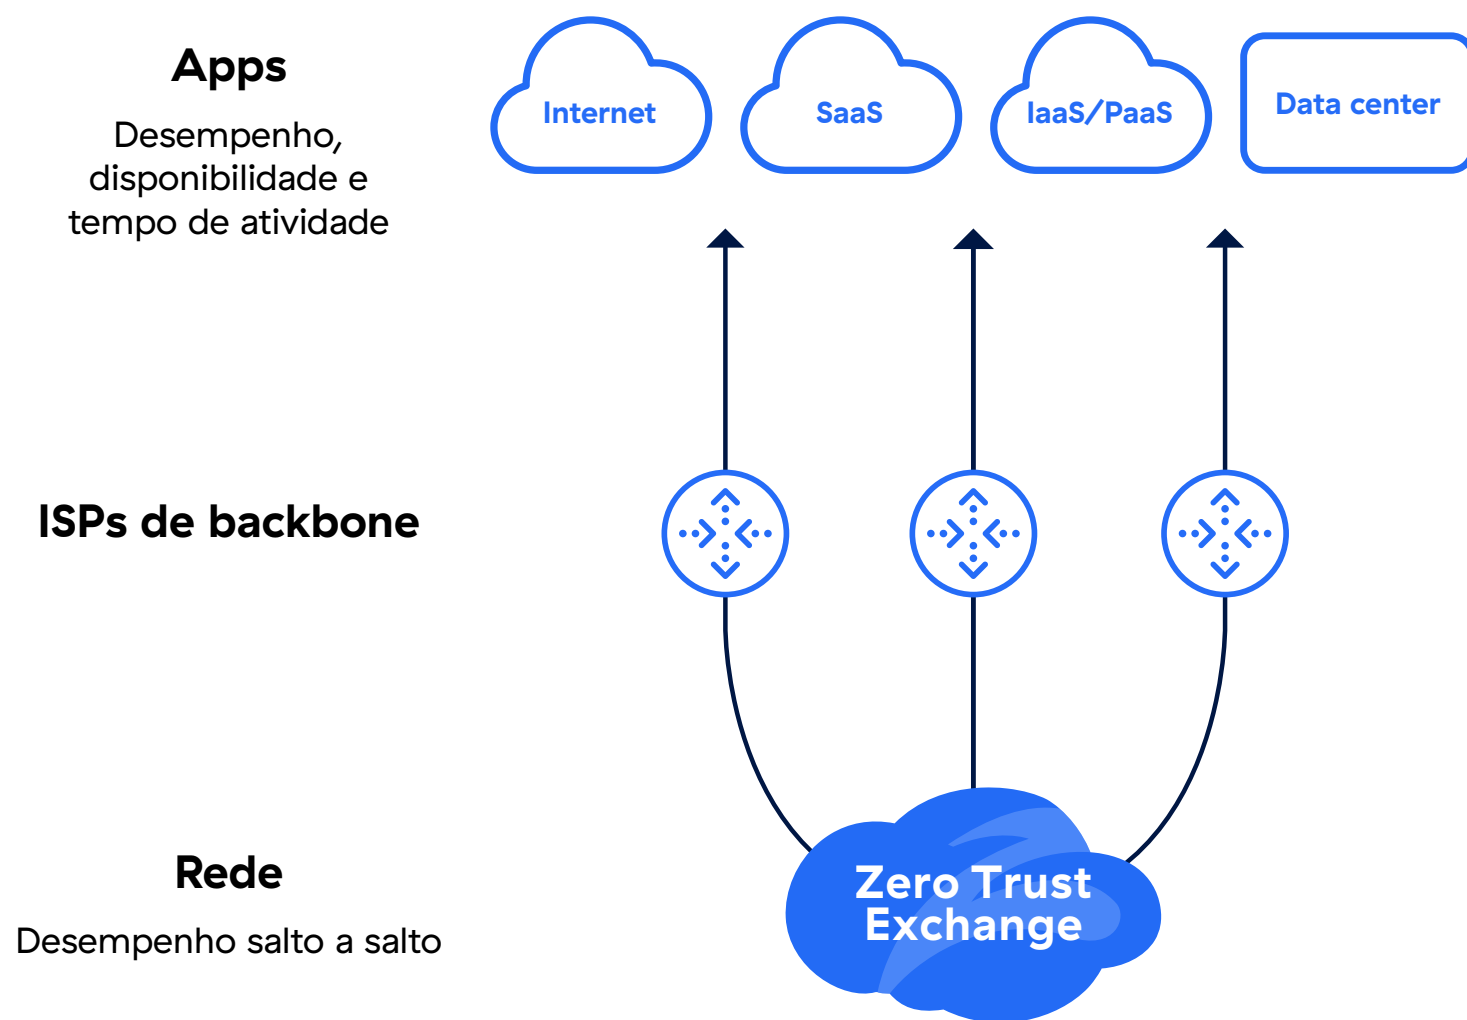 Apps
Desempenho,
disponibilidade e
tempo de atividade
Internet
SaaS
IaaS/PaaS
Data center
ISPs de backbone
Rede
Desempenho salto a salto
Zero Trust
Exchange